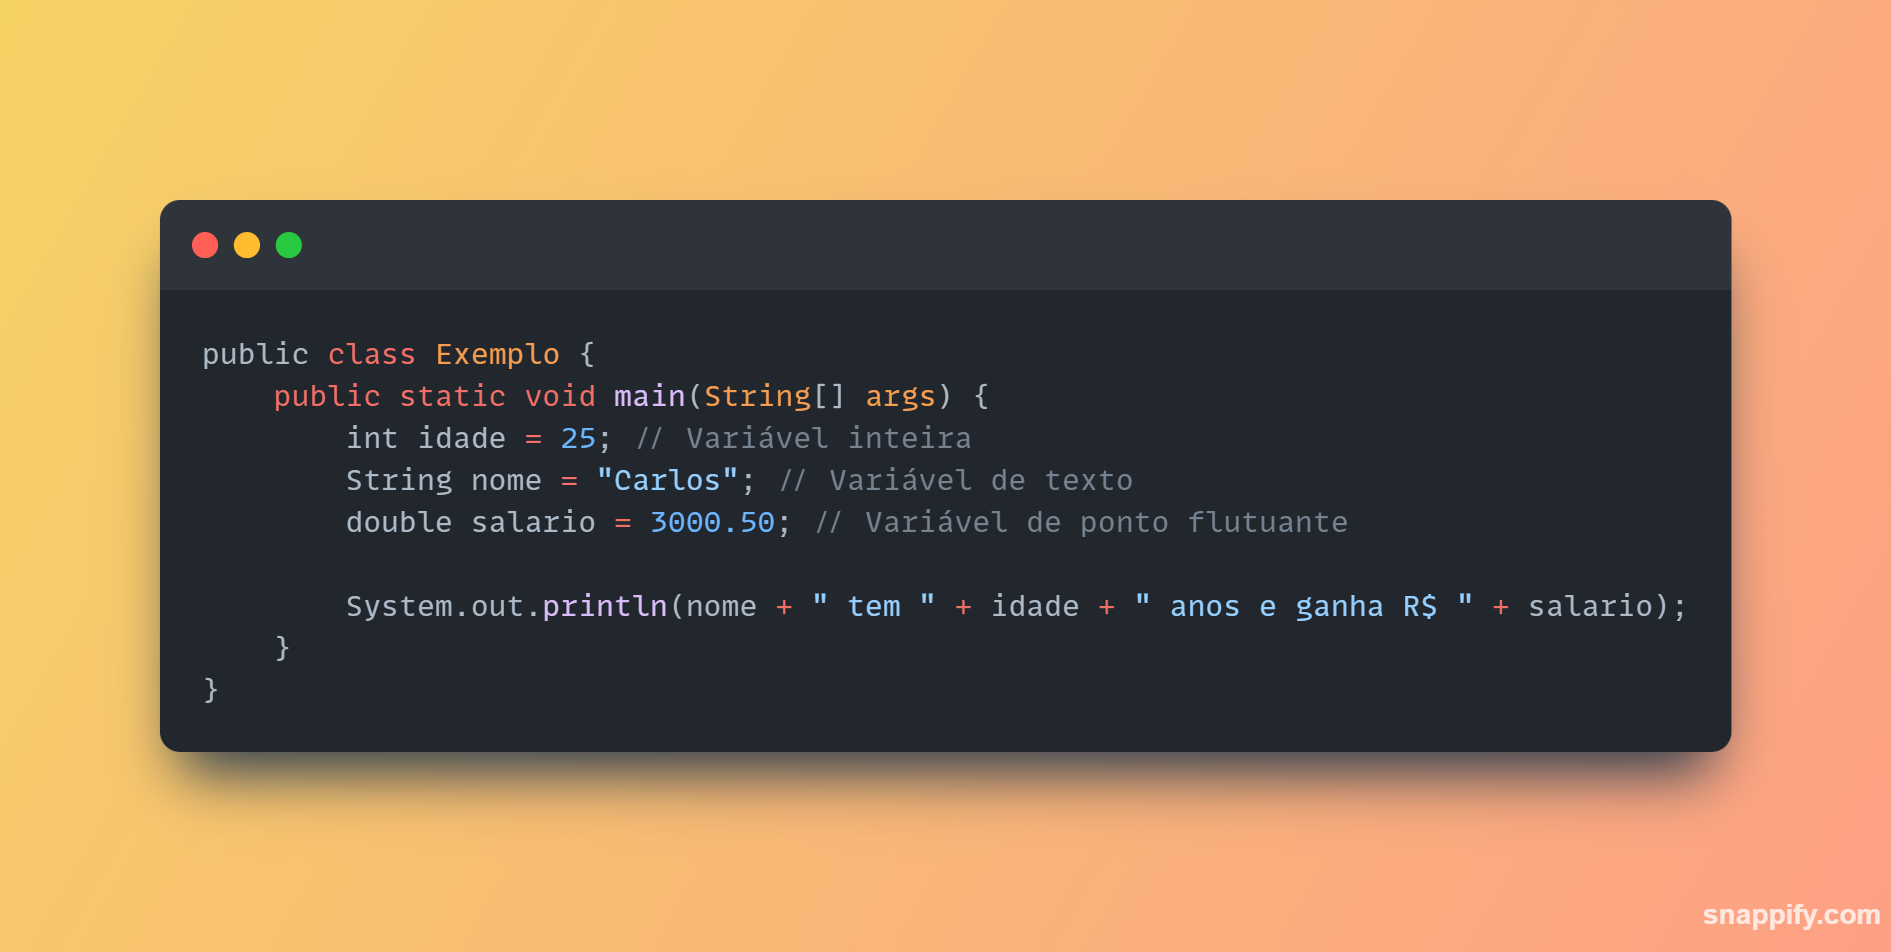 public class Exemplo {
    public static void main(String[] args) {
        int idade = 25; // Variável inteira
        String nome = "Carlos"; // Variável de texto
        double salario = 3000.50; // Variável de ponto flutuante
        System.out.println(nome + " tem " + idade + " anos e ganha R$ " + salario);
    }
}
snappify.com